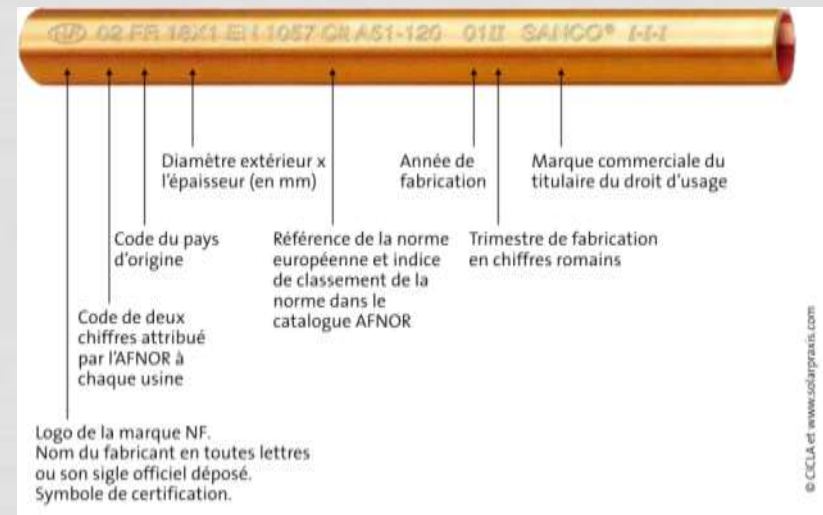 NF 02 FR 18X1 EN 1057 GR A51-120 01II SANCO® I-I-I
Diamètre extérieur x
l'épaisseur (en mm)
Année de
fabrication
Marque commerciale du
titulaire du droit d'usage
Code du pays
d'origine
Référence de la norme
européenne et indice
de classement de la
norme dans le
catalogue AFNOR
Trimestre de fabrication
en chiffres romains
Code de deux
chiffres attribué
par l'AFNOR à
chaque usine
Logo de la marque NF.
Nom du fabricant en toutes lettres
ou son sigle officiel déposé.
Symbole de certification.
© CICLA et www.solarpraxis.com